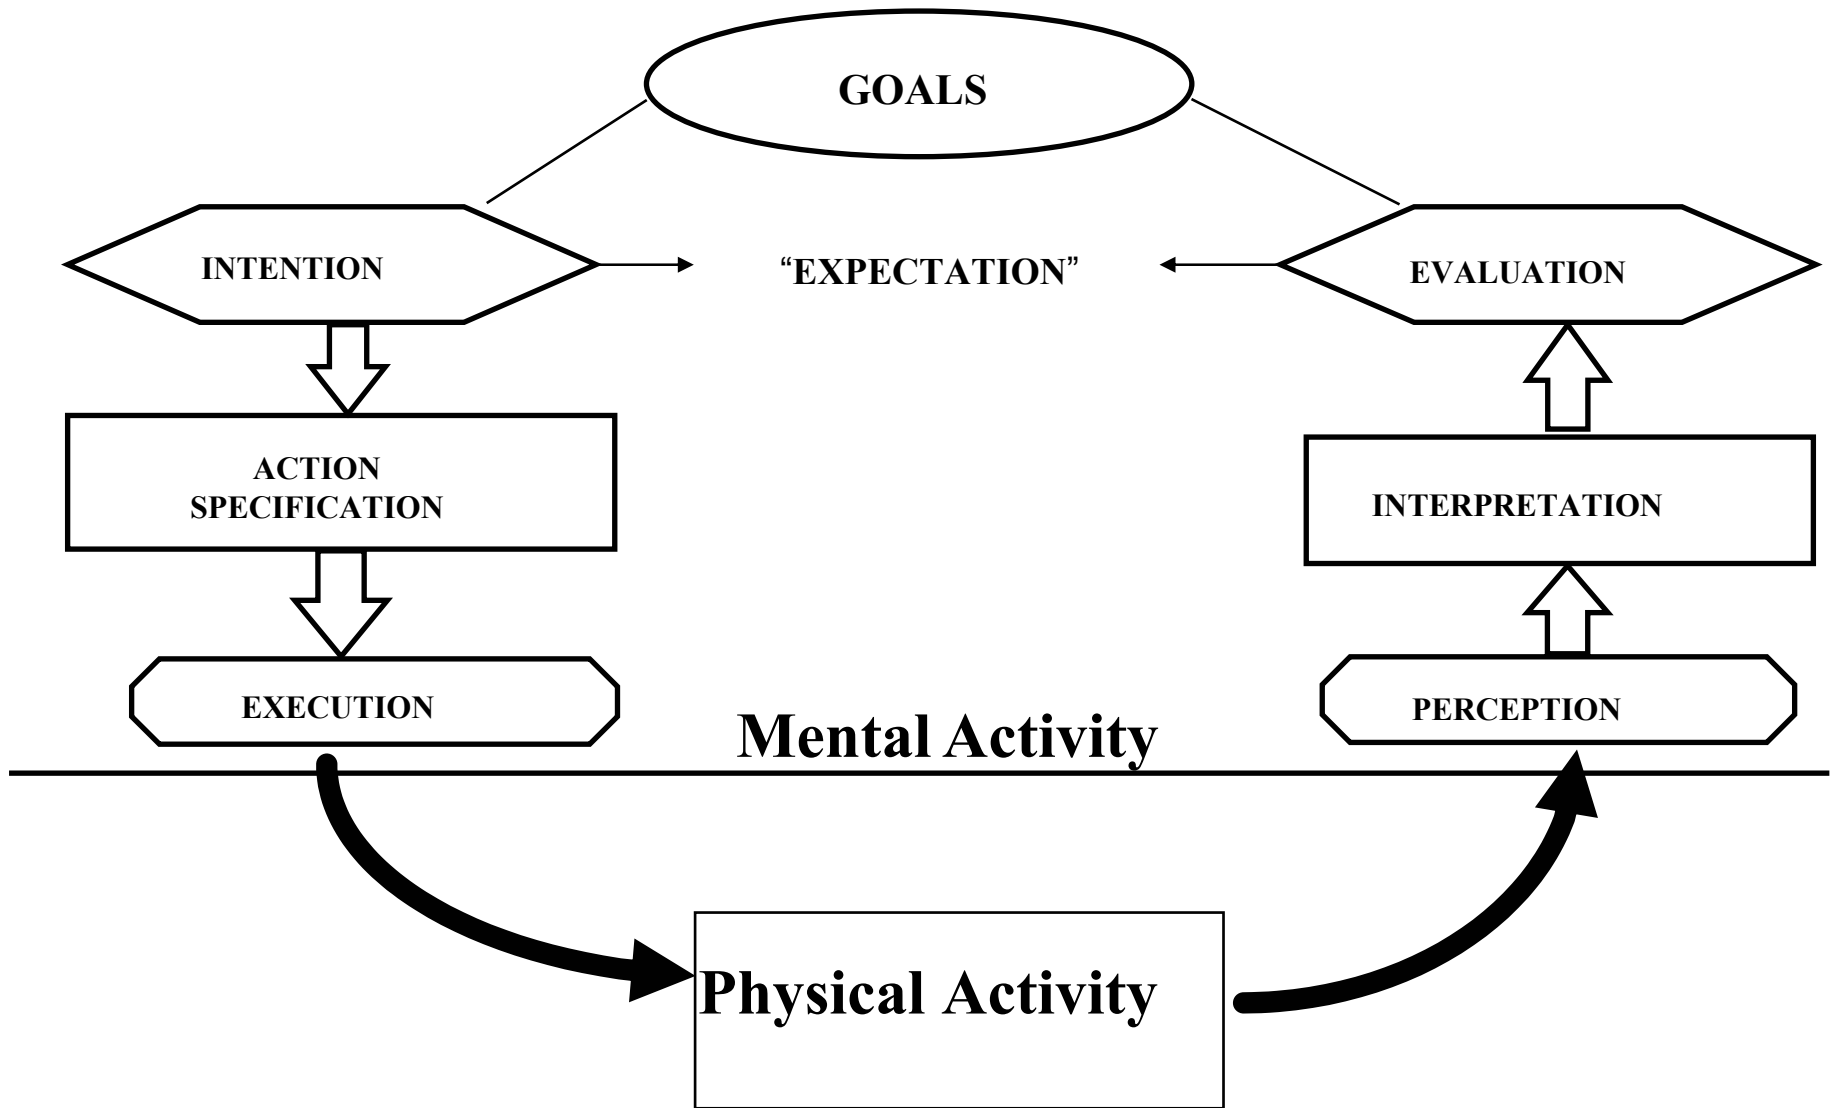 GOALS
INTENTION
“EXPECTATION”
EVALUATION
ACTION
SPECIFICATION
INTERPRETATION
EXECUTION
PERCEPTION
Mental Activity
Physical Activity